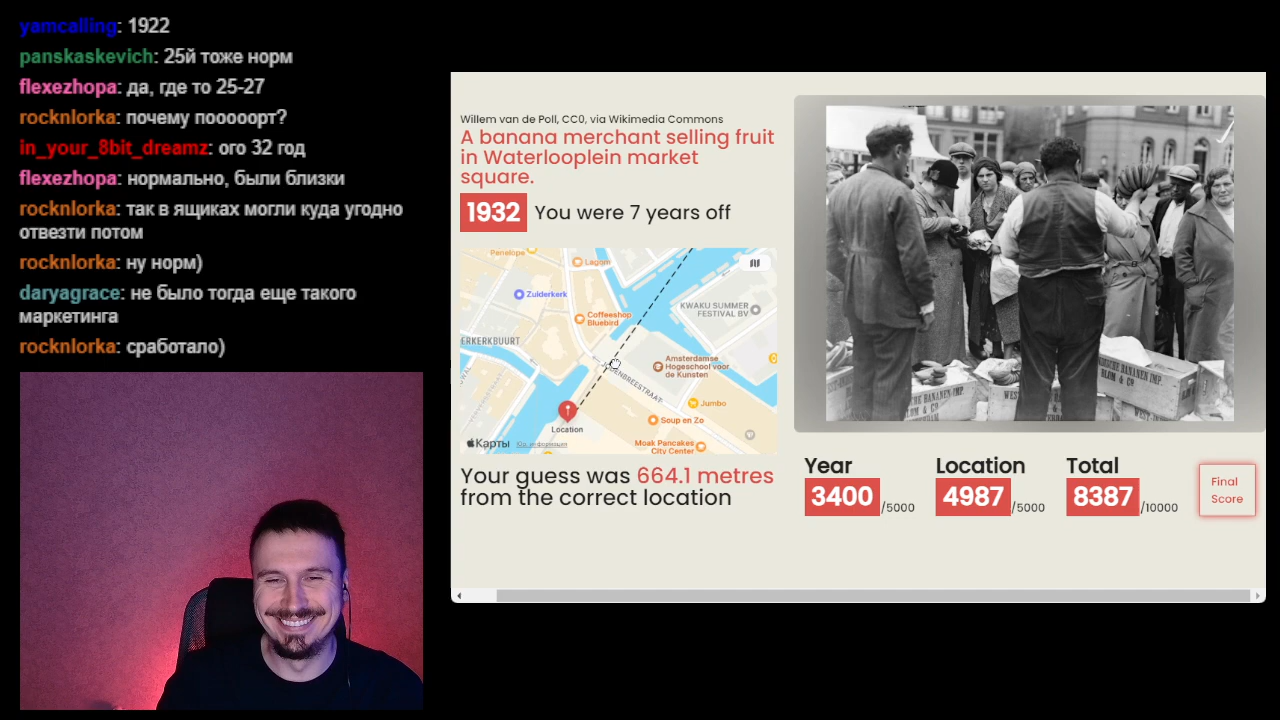 yamcalling: 1922
panskaskevich: 25й тоже норм
flexezhopa: да, где то 25-27
rocknlorka: почему пооооорт?
in_your_8bit_dreamz: ого 32 год
flexezhopa: нормально, были близки
rocknlorka: так в ящиках могли куда угодно
отвезти потом
rocknlorka: ну норм)
daryagrace: не было тогда еще такого
маркетинга
rocknlorka: сработало)
Willem van de Poll, CC0, via Wikimedia Commons
A banana merchant selling fruit
in Waterlooplein market
square.
1932 You were 7 years off
Penelope
Lagom
Zuiderkerk
Coffeeshop
Bluebird
KWAKU SUMMER
FESTIVAL BV
ERKERKBUURT
Amsterdamse
Hogeschool voor
de Kunsten
Jumbo
Soup en Zo
Location
Moak Pancakes
City Center
Карты
Your guess was 664.1 metres
from the correct location
BANANEN IMP.
BLOM & Co
Year
3400/5000
Location
4987/5000
Total
8387/10000
Final
Score